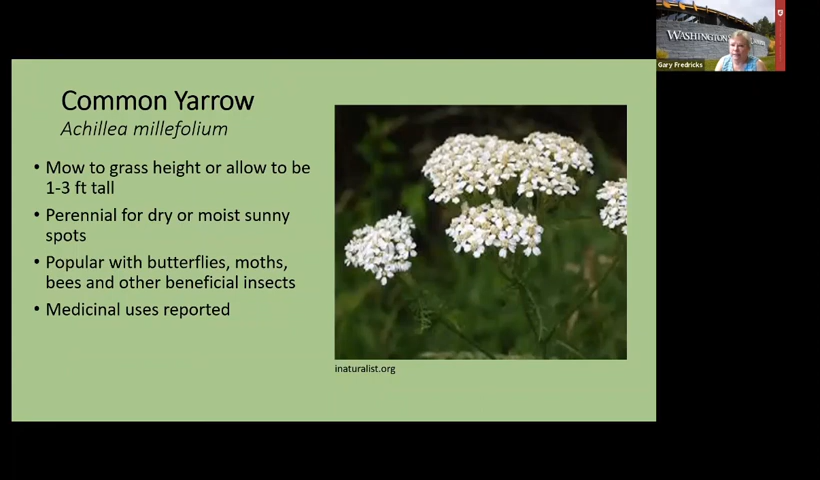 WASHINGTON
Gary Fredricks
Common Yarrow
Achillea millefolium
• Mow to grass height or allow to be
1-3 ft tall
• Perennial for dry or moist sunny
spots
• Popular with butterflies, moths,
bees and other beneficial insects
• Medicinal uses reported
inaturalist.org